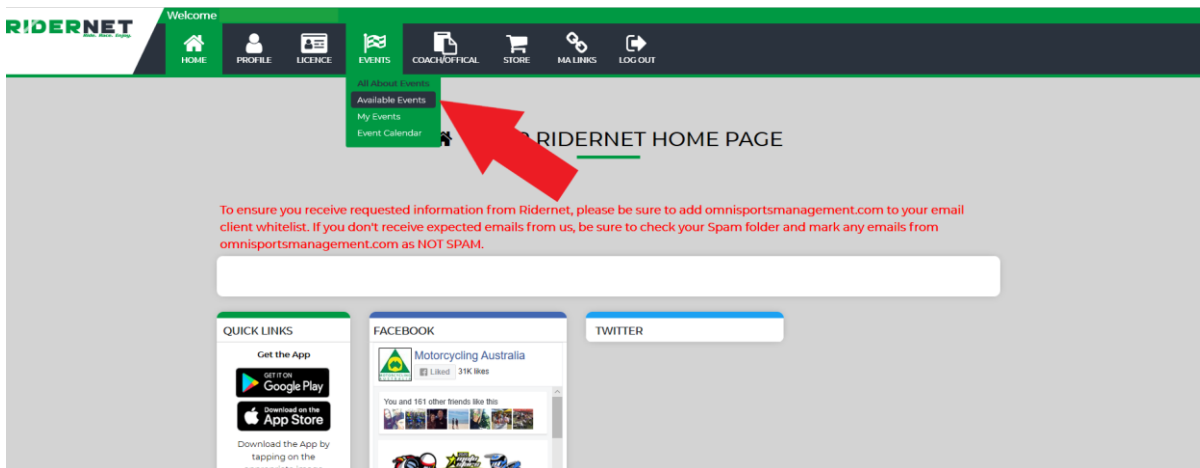 Welcome
RIDERNET
Ride. Race. Enjoy.
HOME
PROFILE
LICENCE
EVENTS
COACH/OFFICAL
STORE
MA LINKS
LOG OUT
All About Events
Available Events
My Events
Event Calendar
RIDERNET HOME PAGE
To ensure you receive requested information from Ridernet, please be sure to add omnisportsmanagement.com to your email
client whitelist. If you don't receive expected emails from us, be sure to check your Spam folder and mark any emails from
omnisportsmanagement.com as NOT SPAM.
QUICK LINKS
Get the App
GET IT ON
Google Play
Download on the
App Store
Download the App by
tapping on the
FACEBOOK
Motorcycling Australia
Liked 31K likes
You and 161 other friends like this
TWITTER